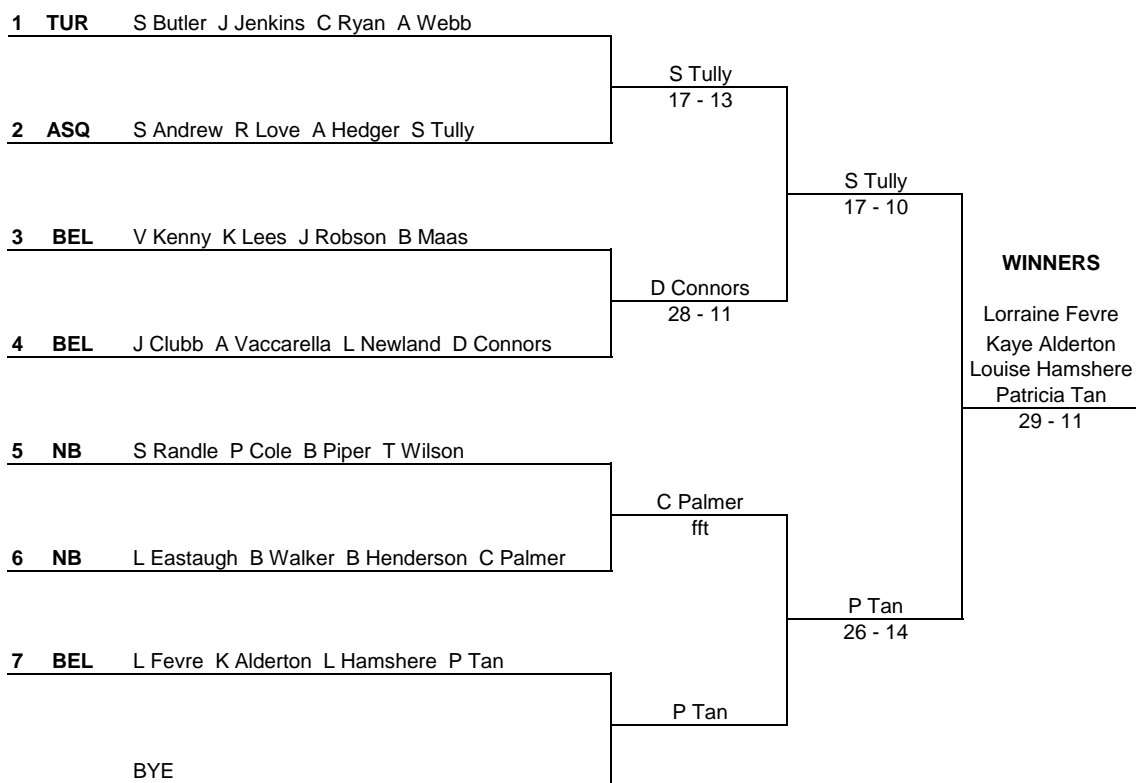 1 TUR S Butler J Jenkins C Ryan A Webb
S Tully
17 - 13
2 ASQ S Andrew R Love A Hedger S Tully
S Tully
17 - 10
3 BEL V Kenny K Lees J Robson B Maas
WINNERS
D Connors
28 - 11
Lorraine Fevre
4 BEL J Clubb A Vaccarella L Newland D Connors
Kaye Alderton
Louise Hamshere
Patricia Tan
29 - 11
5 NB S Randle P Cole B Piper T Wilson
C Palmer
fft
6 NB L Eastaugh B Walker B Henderson C Palmer
P Tan
26 - 14
7 BEL L Fevre K Alderton L Hamshere P Tan
P Tan
BYE